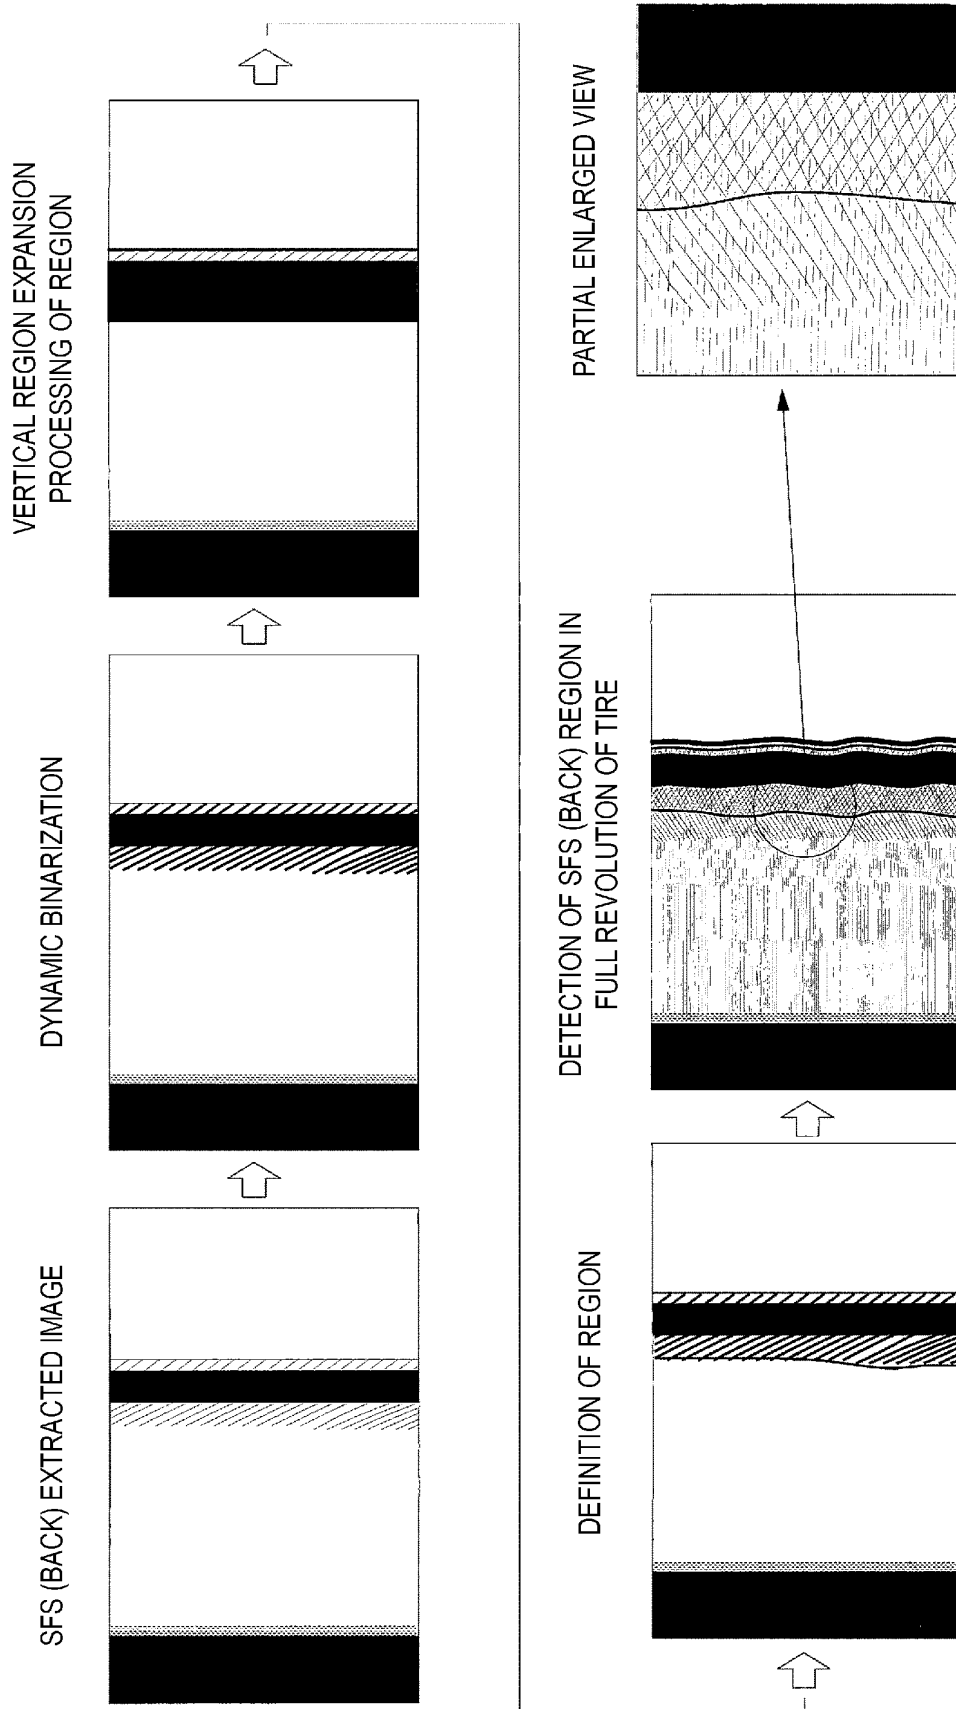 SFS (BACK) EXTRACTED IMAGE
DYNAMIC BINARIZATION
VERTICAL REGION EXPANSION
PROCESSING OF REGION
DEFINITION OF REGION
DETECTION OF SFS (BACK) REGION IN
FULL REVOLUTION OF TIRE
PARTIAL ENLARGED VIEW